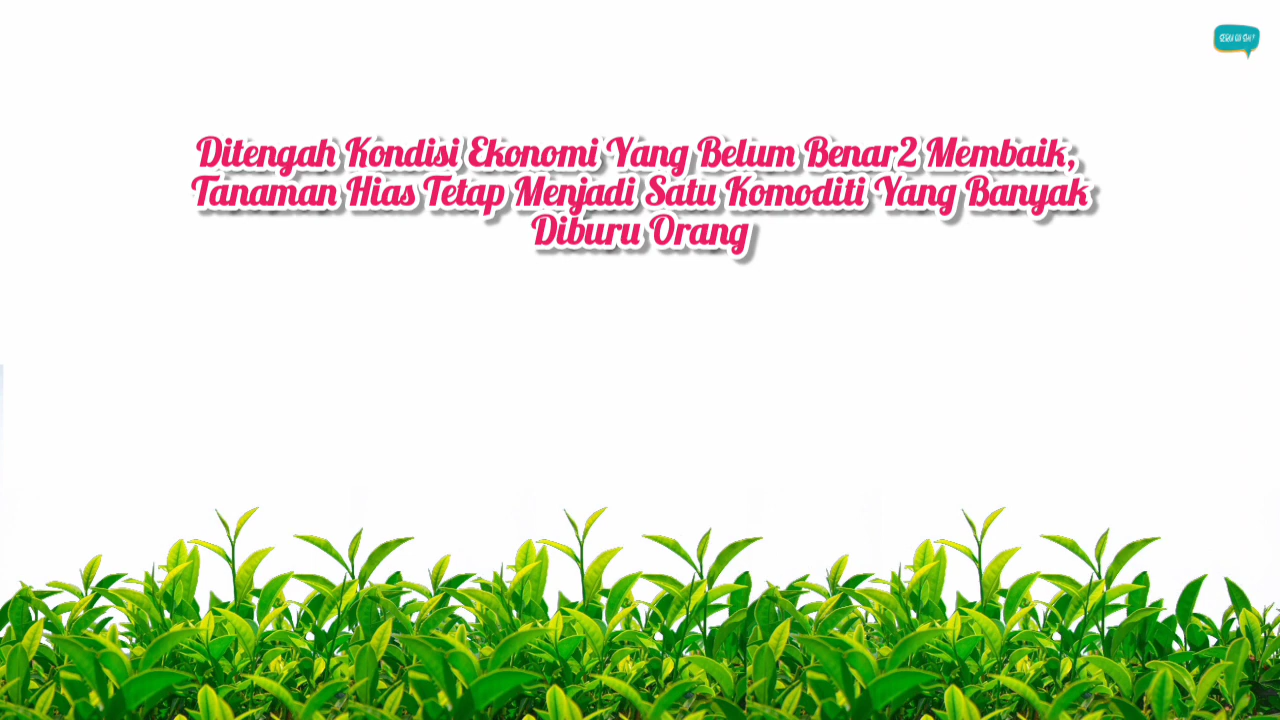 Ditengah Kondisi Ekonomi Yang Belum Benar2 Membaik,
Tanaman Hias Tetap Menjadi Satu Komoditi Yang Banyak
Diburu Orang